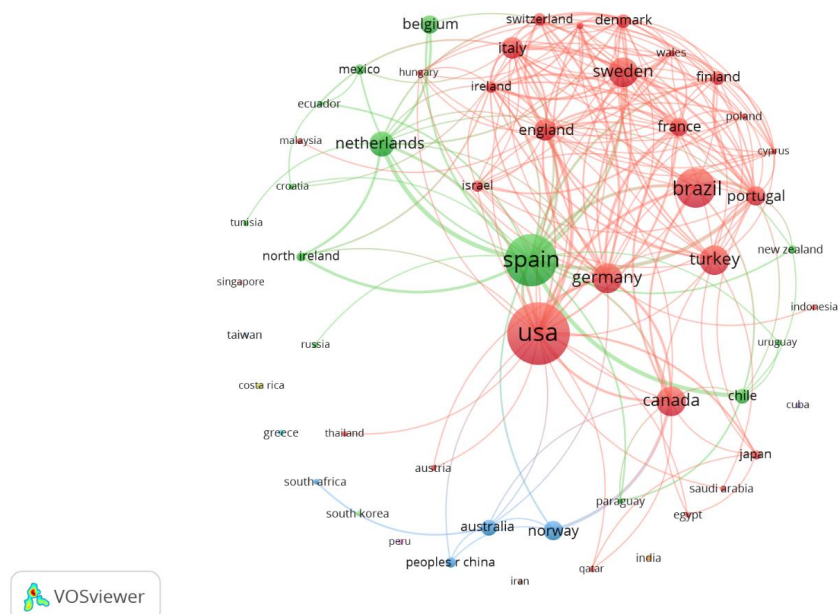 switzerland
denmark
belgium
italy
wales
mexico
hungary
sweden
finland
ireland
ecuador
poland
england
france
malaysia
netherlands
cyprus
croatia
israel
brazil
portugal
tunisia
new zealand
north ireland
spain
turkey
singapore
germany
indonesia
taiwan
usa
russia
uruguay
costa rica
chile
canada
cuba
greece
thailand
japan
austria
south africa
saudi arabia
paraguay
south korea
egypt
australia
norway
peru
peoples r china
india
qatar
iran
VOSviewer